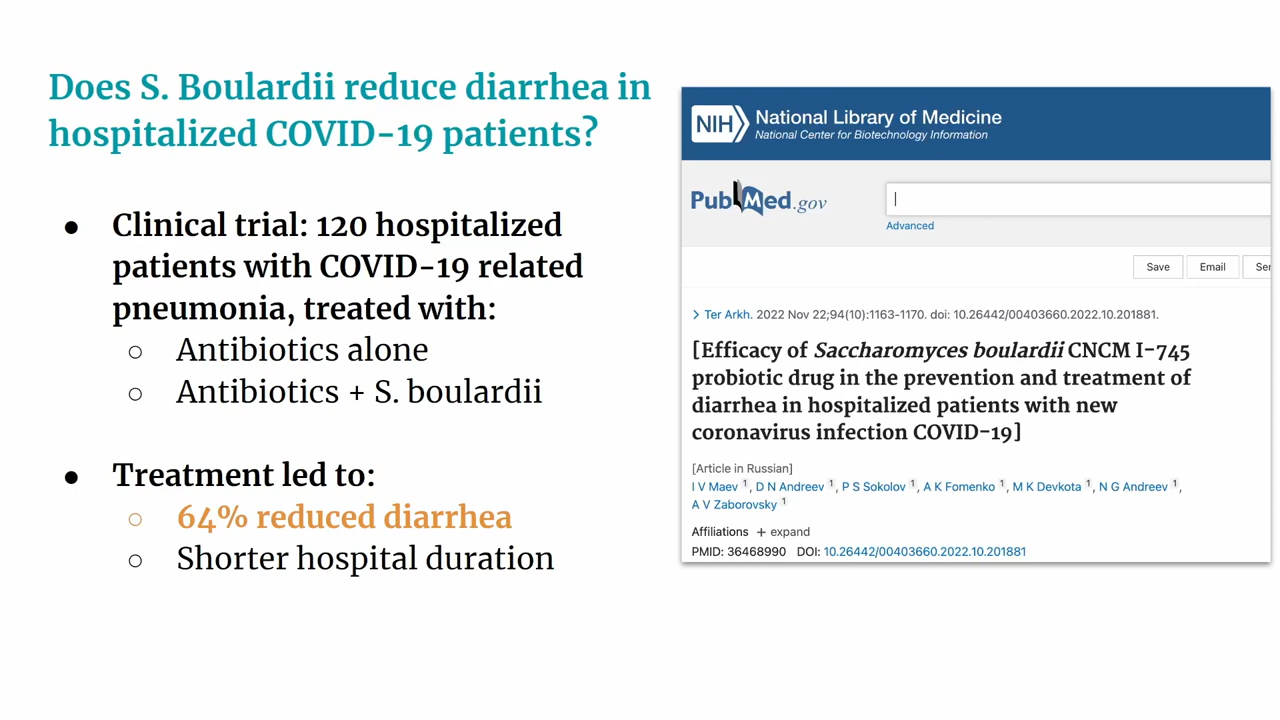 Does S. Boulardii reduce diarrhea in
hospitalized COVID-19 patients?
● Clinical trial: 120 hospitalized
patients with COVID-19 related
pneumonia, treated with:
○ Antibiotics alone
○ Antibiotics + S. boulardii
● Treatment led to:
○ 64% reduced diarrhea
○ Shorter hospital duration
NIH National Library of Medicine
National Center for Biotechnology Information
PubMed.gov
Advanced
Save Email Ser
Ter Arkh. 2022 Nov 22;94(10):1163-1170. doi: 10.26442/00403660.2022.10.201881.
[Efficacy of Saccharomyces boulardii CNCM I-745
probiotic drug in the prevention and treatment of
diarrhea in hospitalized patients with new
coronavirus infection COVID-19]
[Article in Russian]
I V Maev 1, D N Andreev 1, P S Sokolov 1, A K Fomenko 1, M K Devkota 1, N G Andreev 1,
A V Zaborovsky 1
Affiliations + expand
PMID: 36468990 DOI: 10.26442/00403660.2022.10.201881